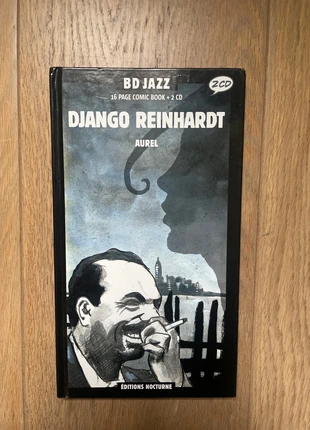 BD JAZZ
2CD
16 PAGE COMIC BOOK + 2 CD
DJANGO REINHARDT
AUREL
ÉDITIONS NOCTURNE